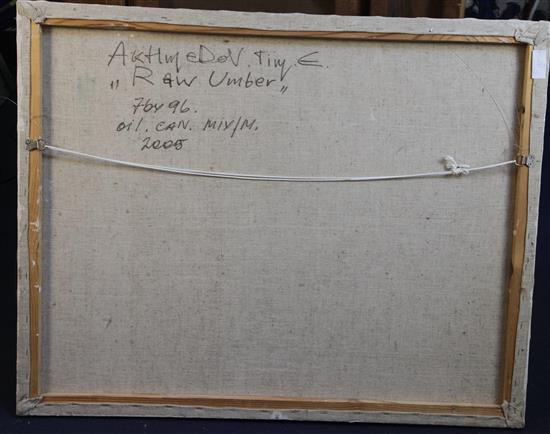 AKHMEDOV. Tim. E.
„Raw Umber"
76x96.
oil. CAN. MIX/M.
2005